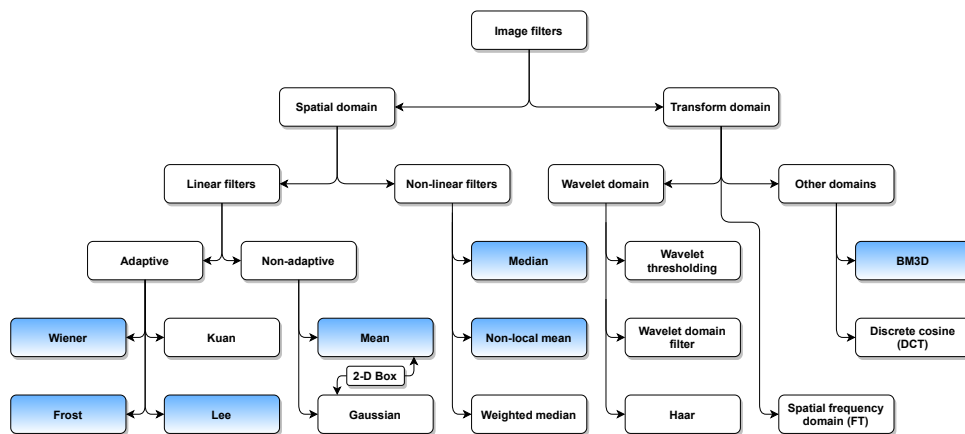 Image filters
Spatial domain
Transform domain
Linear filters
Non-linear filters
Wavelet domain
Other domains
Adaptive
Non-adaptive
Median
Wavelet
thresholding
BM3D
Wiener
Kuan
Mean
Non-local mean
Wavelet domain
filter
Discrete cosine
(DCT)
2-D Box
Frost
Lee
Gaussian
Weighted median
Haar
Spatial frequency
domain (FT)